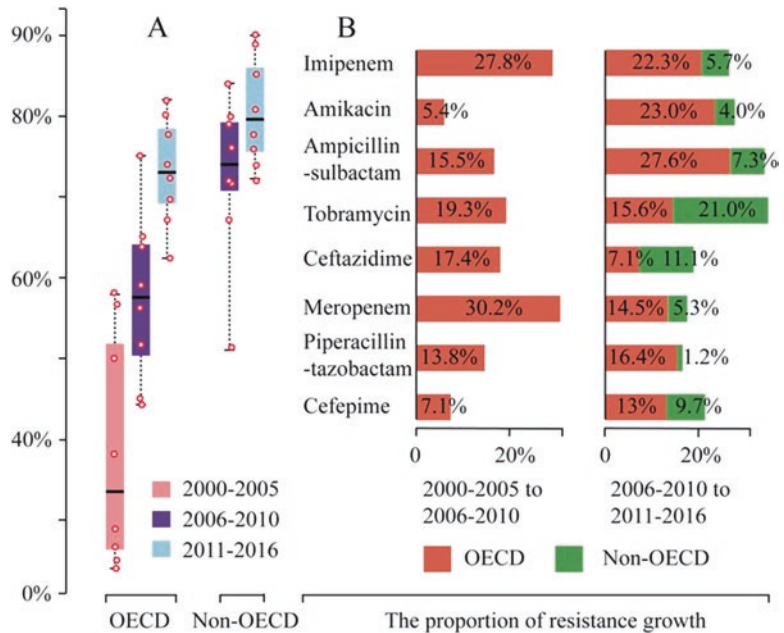 90%
80%
60%
40%
0%
A
2000-2005
2006-2010
2011-2016
OECD
Non-OECD
B
Imipenem
27.8%
22.3%
5.7%
Amikacin
5.4%
23.0%
4.0%
Ampicillin
-sulbactam
15.5%
27.6%
7.3%
Tobramycin
19.3%
15.6%
21.0%
Ceftazidime
17.4%
7.1%
11.1%
Meropenem
30.2%
14.5%
5.3%
Piperacillin
-tazobactam
13.8%
16.4%
1.2%
Cefepime
7.1%
13%
9.7%
0
20%
0
20%
2000-2005 to
2006-2010
2006-2010 to
2011-2016
OECD
Non-OECD
The proportion of resistance growth